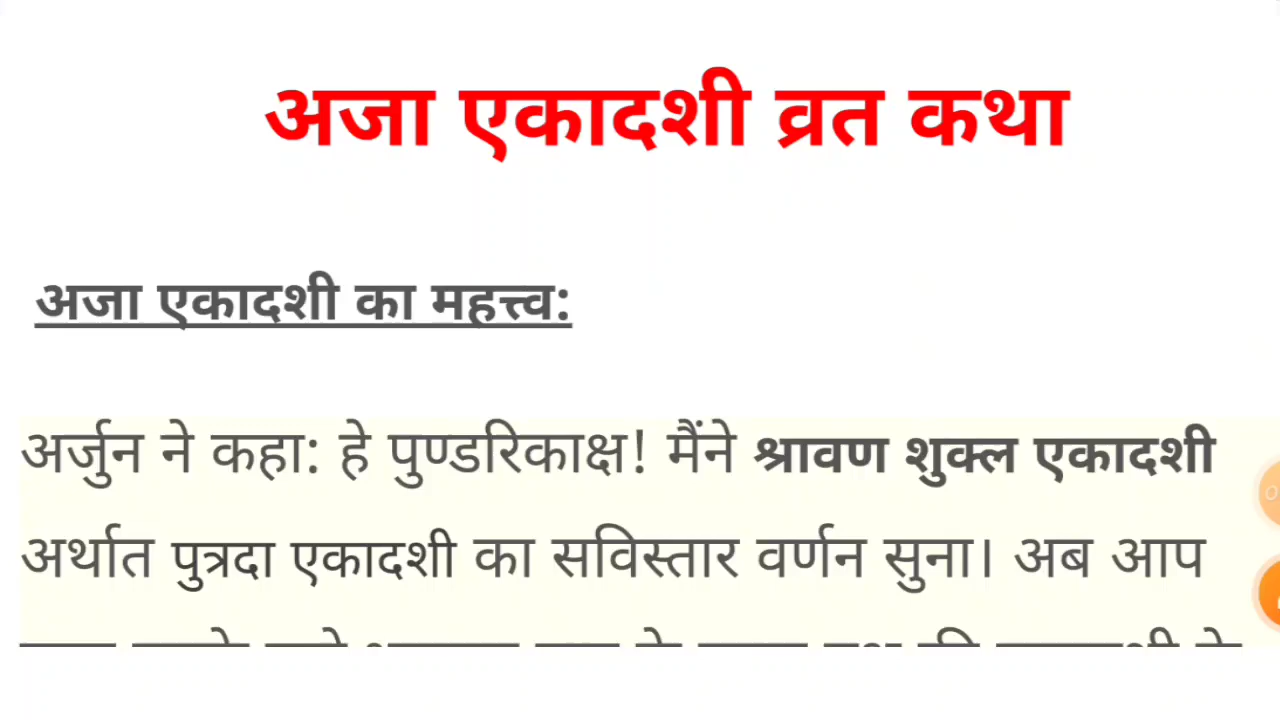 अजा एकादशी व्रत कथा
अजा एकादशी का महत्त्व:
अर्जुन ने कहा: हे पुण्डरिकाक्ष! मैंने श्रावण शुक्ल एकादशी
अर्थात पुत्रदा एकादशी का सविस्तार वर्णन सुना। अब आप